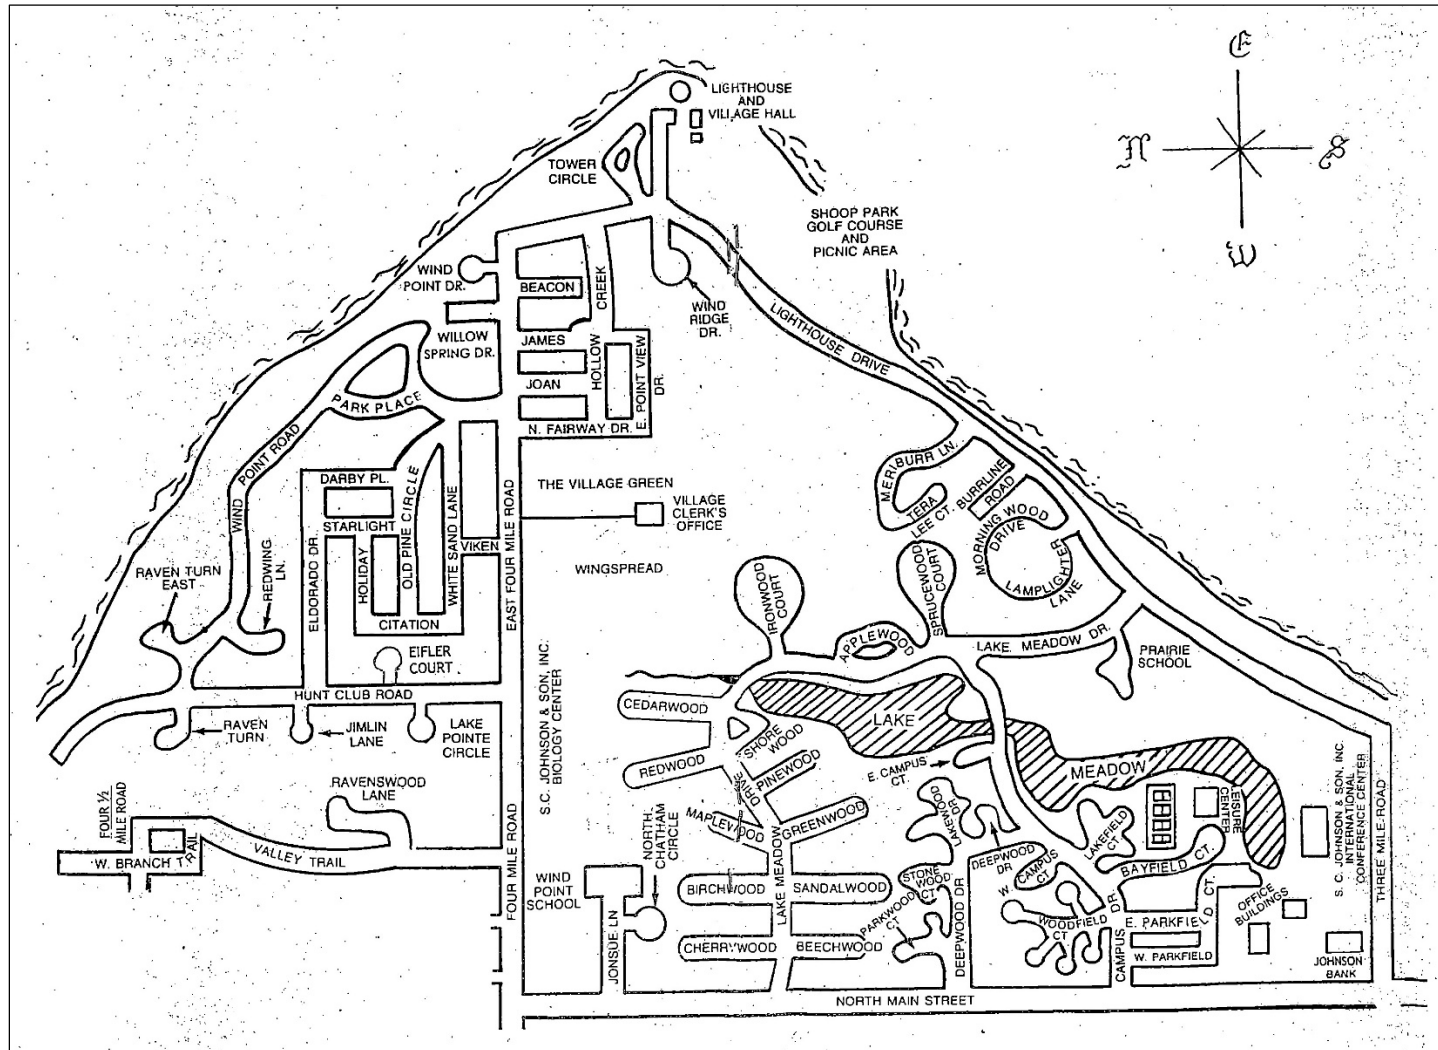 E
N
S
W
LIGHTHOUSE
AND
VILLAGE HALL
TOWER
CIRCLE
SHOOP PARK
GOLF COURSE
AND
PICNIC AREA
WIND
POINT DR.
BEACON
CREEK
WIND
RIDGE
DR.
LIGHTHOUSE DRIVE
WILLOW
SPRING DR.
JAMES
HOLLOW
JOAN
E. POINT VIEW
DR.
PARK PLACE
N. FAIRWAY DR.
WIND POINT ROAD
MERIBURR LN.
DARBY PL.
OLD PINE CIRCLE
WHITE SAND LANE
EAST FOUR MILE ROAD
THE VILLAGE GREEN
VILLAGE
CLERK'S
OFFICE
TERA
LEE CT.
BURRLINE
ROAD
STARLIGHT
MORNING WOOD
DRIVE
ELDORADO DR.
HOLIDAY
VIKEN
WINGSPREAD
RAVEN TURN
EAST
REDWING
LN.
LAMPLIGHTER
LANE
IRONWOOD
COURT
SPRUCEWOOD
COURT
CITATION
APPLEWOOD
LAKE MEADOW DR.
PRAIRIE
SCHOOL
EIFLER
COURT
HUNT CLUB ROAD
S.C. JOHNSON & SON, INC.
BIOLOGY CENTER
CEDARWOOD
LAKE
RAVEN
TURN
JIMLIN
LANE
LAKE
POINTE
CIRCLE
SHORE
WOOD
REDWOOD
PINEWOOD
DRIVE
E. CAMPUS
CT.
MEADOW
RAVENSWOOD
LANE
FOUR ½
MILE ROAD
MAPLEWOOD
GREENWOOD
LAKEWOOD
DR
LEISURE
CENTER
S. C. JOHNSON & SON, INC.
INTERNATIONAL
CONFERENCE CENTER
THREE MILE ROAD
NORTH
CHATHAM
CIRCLE
LAKEFIELD
CT.
W. BRANCH TRAIL
VALLEY TRAIL
DEEPWOOD
DR
W. CAMPUS
CT
BAYFIELD CT.
FOUR MILE ROAD
WIND
POINT
SCHOOL
LAKE MEADOW
BIRCHWOOD
SANDALWOOD
STONE
WOOD
CT
PARKWOOD
CT
WOODFIELD
CT
E. PARKFIELD CT.
OFFICE
BUILDINGS
JONSUE LN
CHERRYWOOD
BEECHWOOD
DEEPWOOD DR
CAMPUS DR.
W. PARKFIELD
JOHNSON
BANK
NORTH MAIN STREET